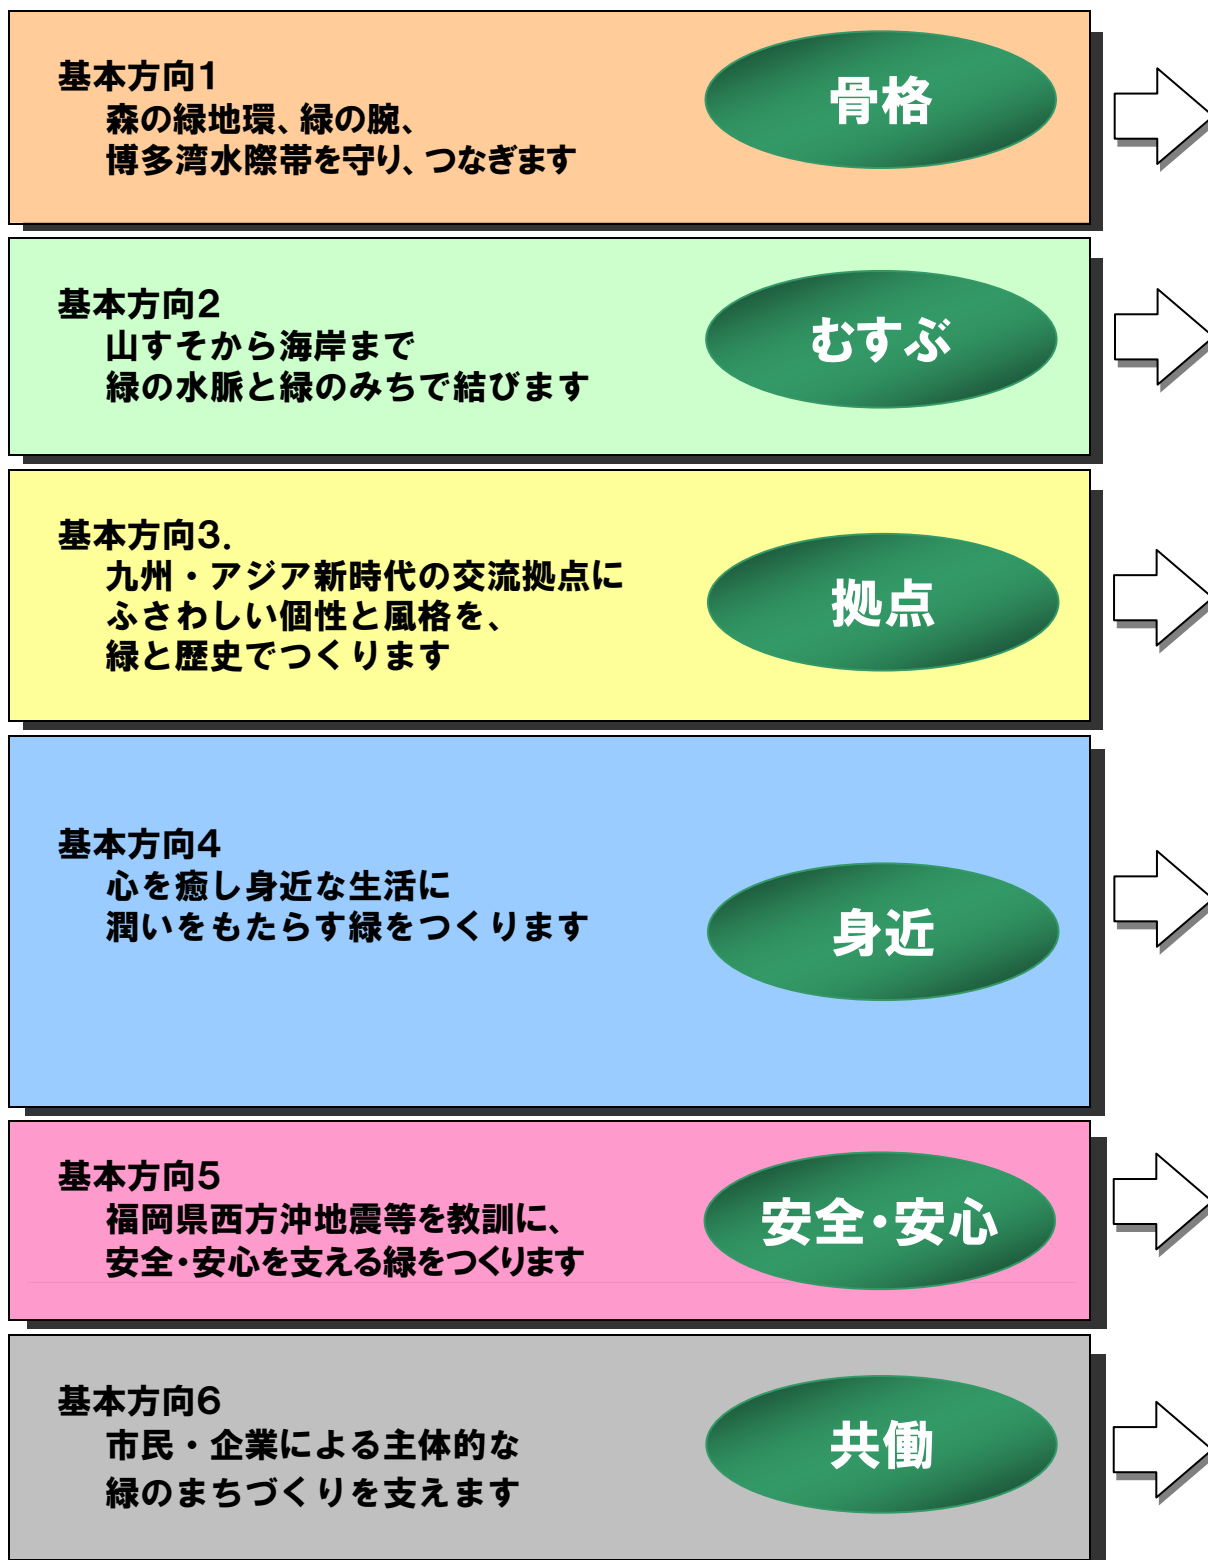 基本方向1
森の緑地環、緑の腕、
博多湾水際帯を守り、つなぎます
骨格
基本方向2
山すそから海岸まで
緑の水脈と緑のみちで結びます
むすぶ
基本方向3.
九州・アジア新時代の交流拠点に
ふさわしい個性と風格を、
緑と歴史でつくります
拠点
基本方向4
心を癒し身近な生活に
潤いをもたらす緑をつくります
身近
基本方向5
福岡県西方沖地震等を教訓に、
安全・安心を支える緑をつくります
安全・安心
基本方向6
市民・企業による主体的な
緑のまちづくりを支えます
共働